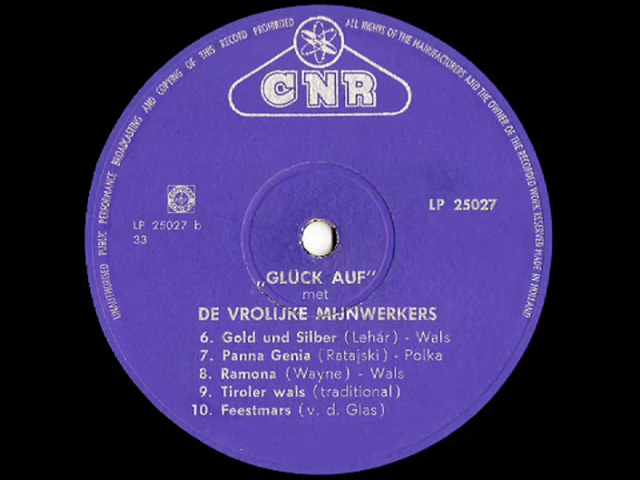 UNAUTHORISED PUBLIC PERFORMANCE BROADCASTING AND COPYING OF THIS RECORD PROHIBITED
ALL RIGHTS OF THE MANUFACTURERS AND THE OWNER OF THE RECORDED WORK RESERVED MADE IN HOLLAND
CNR
LP 25027
LP 25027 b
33
„GLÜCK AUF“
met
DE VROLIJKE MIJNWERKERS
6. Gold und Silber (Lehár) - Wals
7. Panna Genia (Ratajski) - Polka
8. Ramona (Wayne) - Wals
9. Tiroler wals (traditional)
10. Feestmars (v. d. Glas)